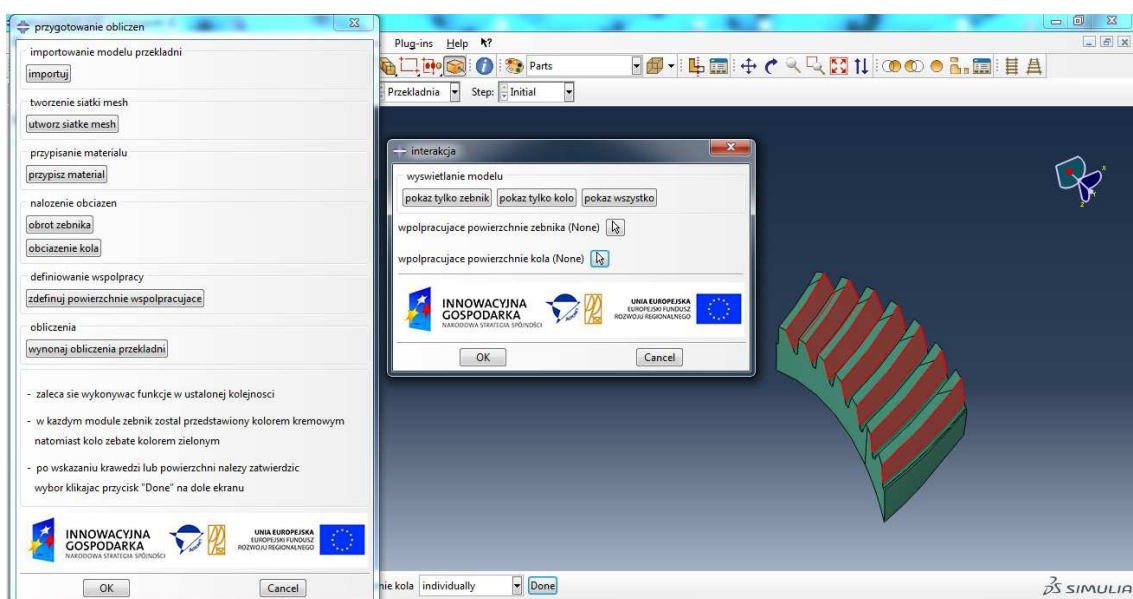 przygotowanie obliczen
importowanie modelu przekladni
importuj
tworzenie siatki mesh
utworz siatke mesh
przypisanie materialu
przypisz material
nalozenie obciazen
obrot zebnika
obciazenie kola
definiowanie wspolpracy
zdefinuj powierzchnie wspolpracujace
obliczenia
wynonaj obliczenia przekladni
- zaleca sie wykonywac funkcje w ustalonej kolejnosci
- w kazdym module zebnik zostal przedstawiony kolorem kremowym
natomiast kolo zebate kolorem zielonym
- po wskazaniu krawedzi lub powierzchni nalezy zatwierdzic
wybor klikajac przycisk "Done" na dole ekranu
INNOWACYJNA
GOSPODARKA
NARODOWA STRATEGIA SPÓJNOŚCI
UNIA EUROPEJSKA
EUROPEJSKI FUNDUSZ
ROZWOJU REGIONALNEGO
OK Cancel
Plug-ins Help
Parts
Przekladnia Step: Initial
interakcja
wyswietlanie modelu
pokaz tylko zebnik pokaz tylko kolo pokaz wszystko
wpolpracujace powierzchnie zebnika (None)
wpolpracujace powierzchnie kola (None)
INNOWACYJNA
GOSPODARKA
NARODOWA STRATEGIA SPÓJNOŚCI
UNIA EUROPEJSKA
EUROPEJSKI FUNDUSZ
ROZWOJU REGIONALNEGO
OK Cancel
X
Z
nie kola individually Done
SIMULIA